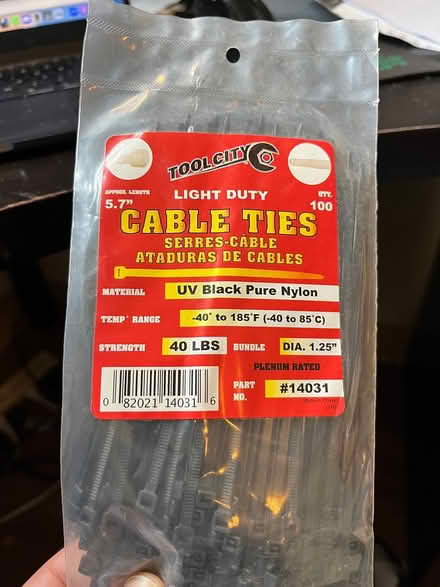 TOOL CITY
APPROX. LENGTH
5.7"
LIGHT DUTY
QTY.
100
CABLE TIES
SERRES-CÂBLE
ATADURAS DE CABLES
MATERIAL UV Black Pure Nylon
TEMP° RANGE -40° to 185°F (-40 to 85°C)
STRENGTH 40 LBS BUNDLE DIA. 1.25"
PLENUM RATED
PART NO. #14031
0 82021 14031 6